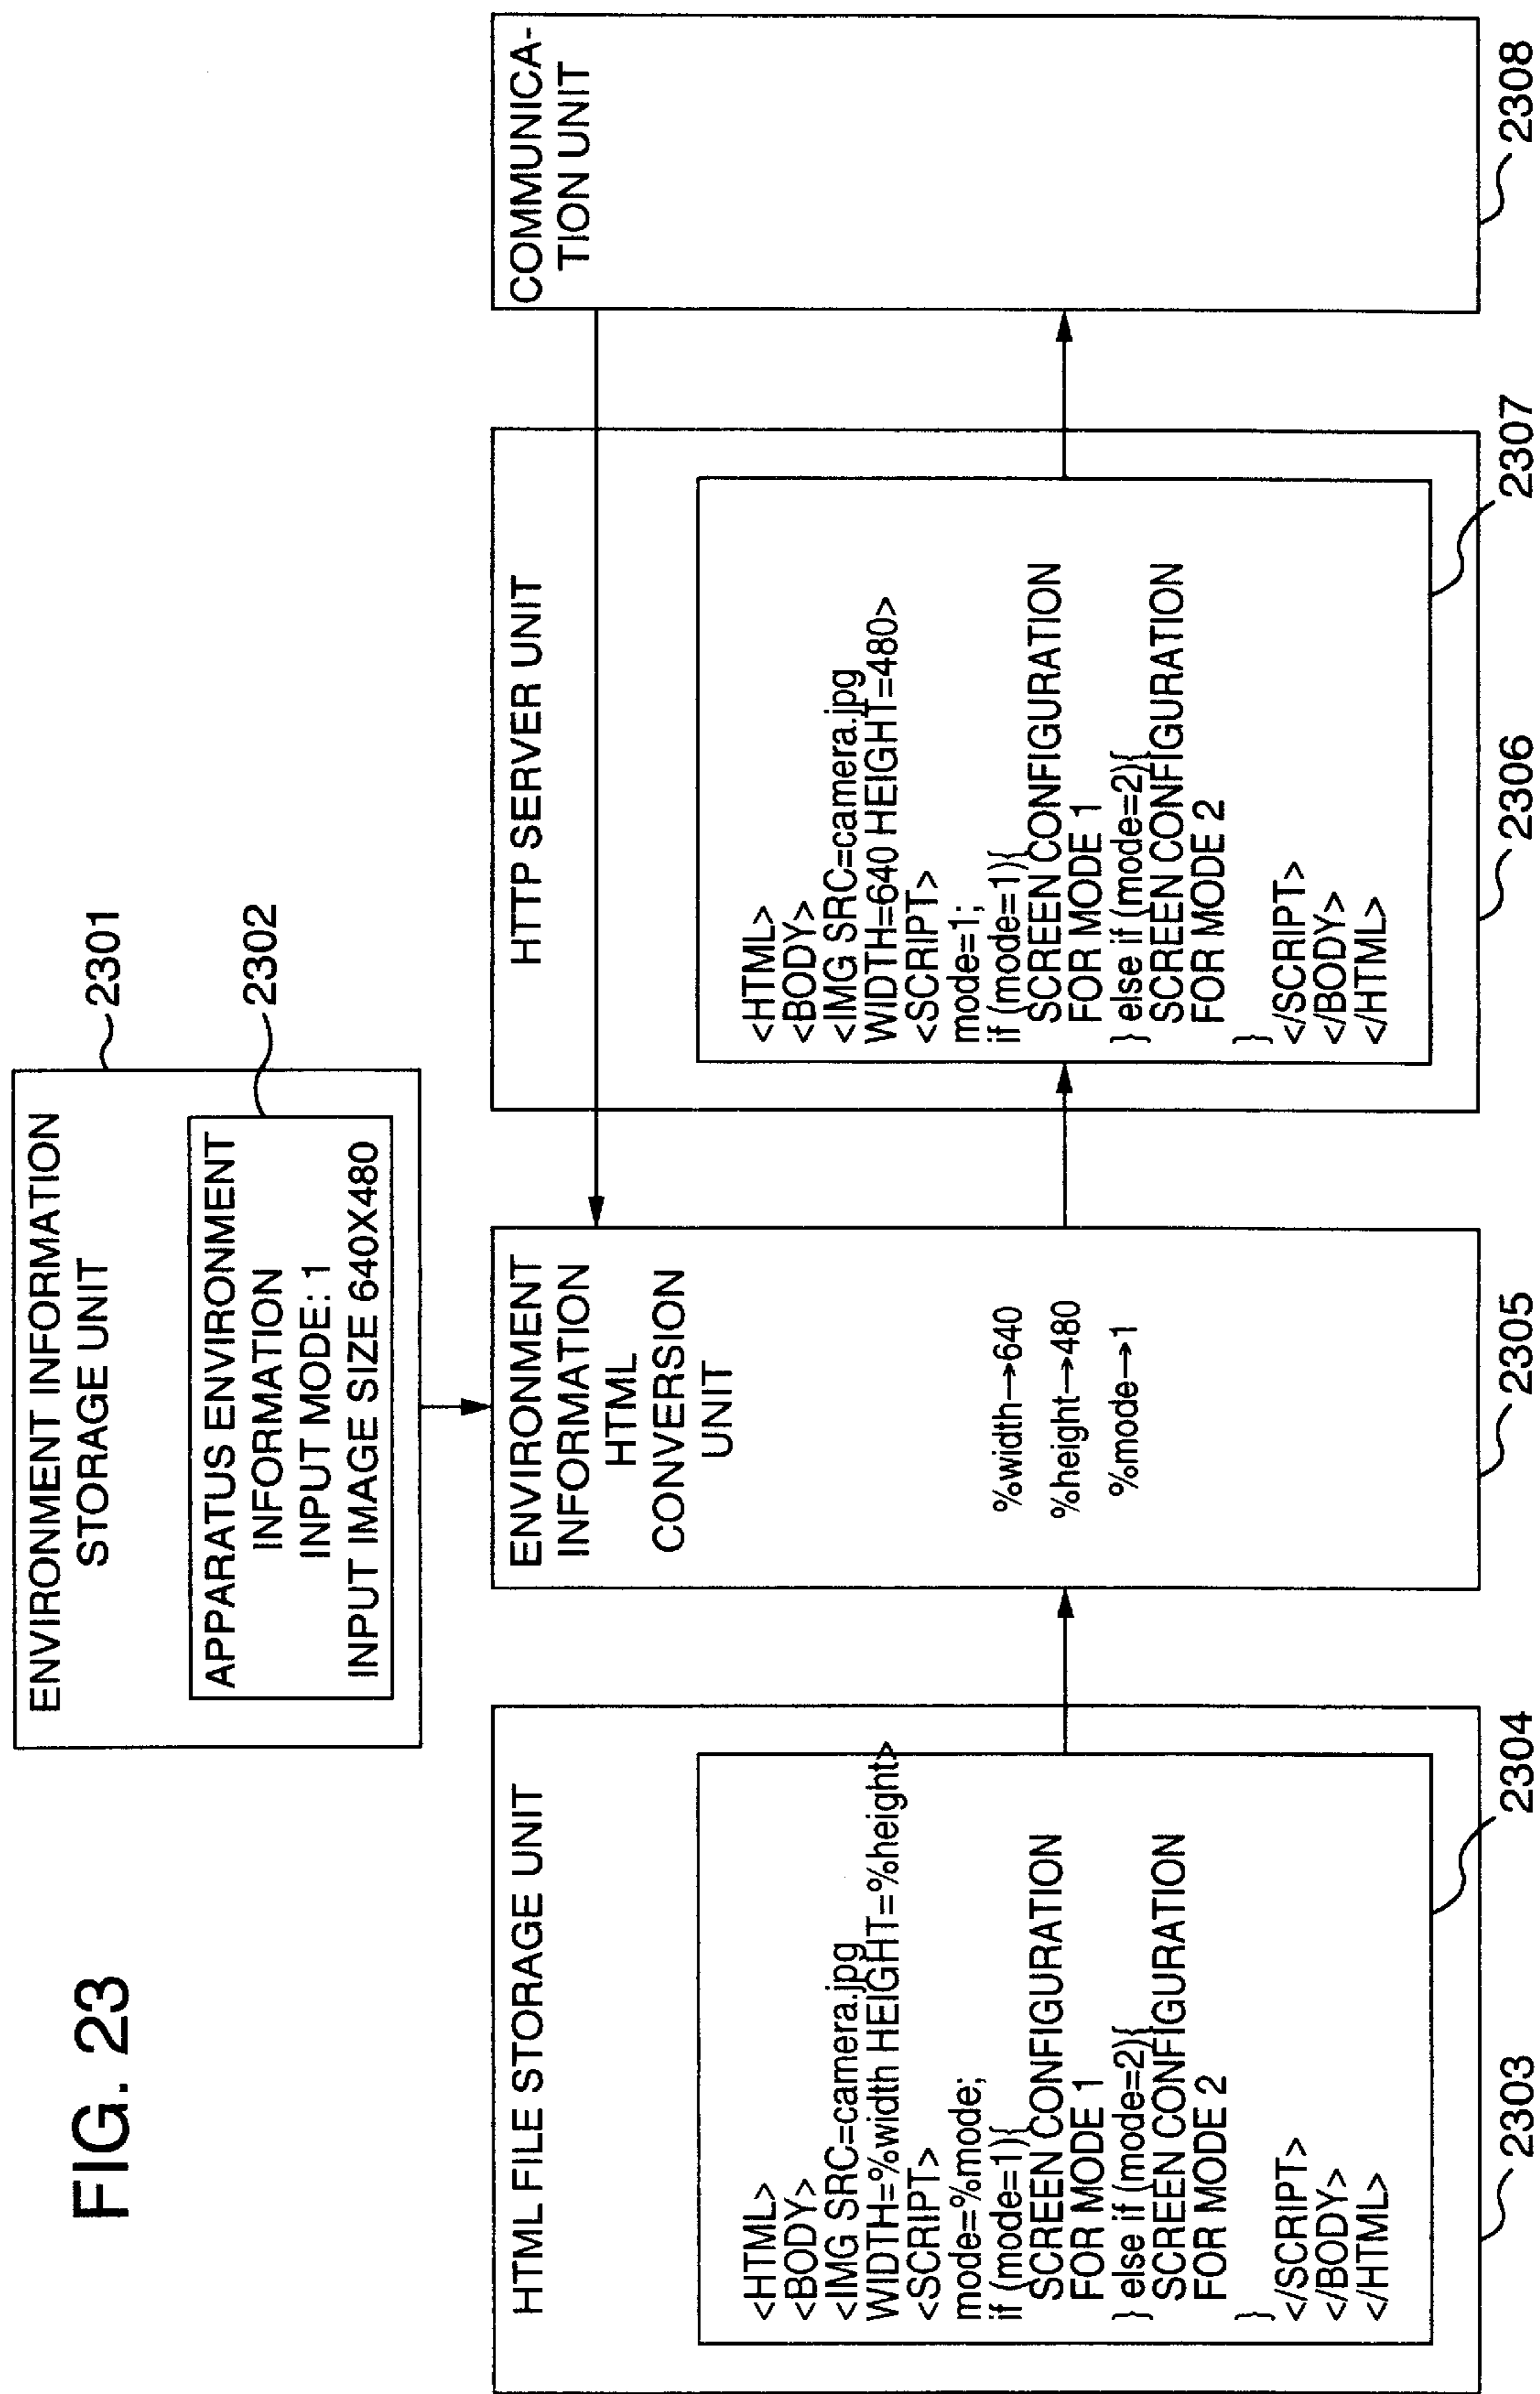 FIG. 23
ENVIRONMENT INFORMATION
STORAGE UNIT
2301
APPARATUS ENVIRONMENT
INFORMATION
INPUT MODE: 1
INPUT IMAGE SIZE 640X480
2302
HTML FILE STORAGE UNIT
<HTML>
<BODY>
<IMG SRC=camera.jpg
WIDTH=%width HEIGHT=%height>
<SCRIPT>
mode=%mode;
if (mode=1){
SCREEN CONFIGURATION
FOR MODE 1
} else if (mode=2){
SCREEN CONFIGURATION
FOR MODE 2
}
</SCRIPT>
</BODY>
</HTML>
2303
2304
ENVIRONMENT
INFORMATION
HTML
CONVERSION
UNIT
%width→640
%height→480
%mode→1
2305
HTTP SERVER UNIT
<HTML>
<BODY>
<IMG SRC=camera.jpg
WIDTH=640 HEIGHT=480>
<SCRIPT>
mode=1;
if (mode=1){
SCREEN CONFIGURATION
FOR MODE 1
} else if (mode=2){
SCREEN CONFIGURATION
FOR MODE 2
}
</SCRIPT>
</BODY>
</HTML>
2306
2307
COMMUNICA-
TION UNIT
2308